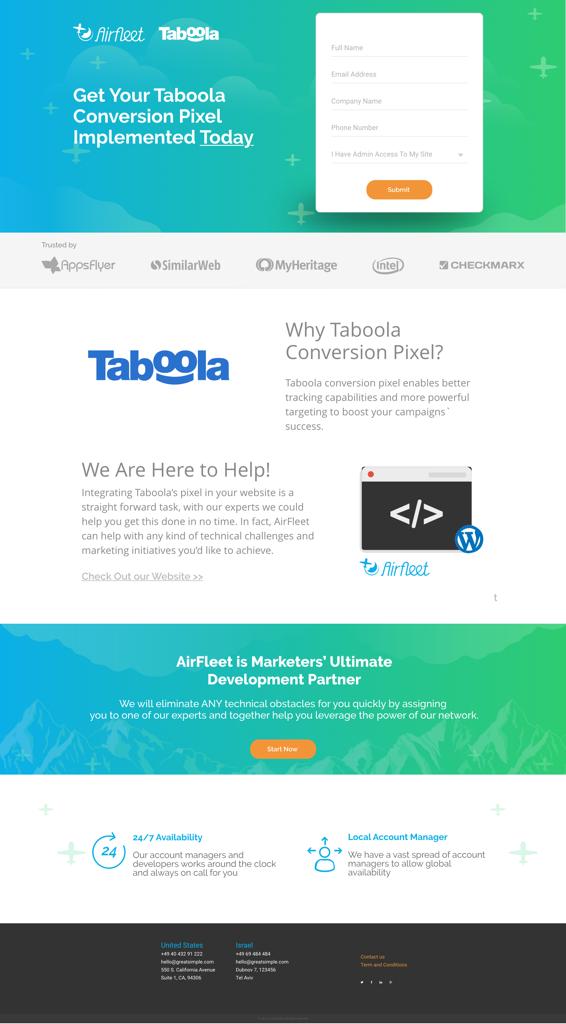 Airfleet Taboola
Full Name
Email Address
Company Name
Phone Number
I Have Admin Access To My Site
Submit
Get Your Taboola
Conversion Pixel
Implemented Today
Trusted by
AppsFlyer SimilarWeb MyHeritage intel CHECKMARX
Taboola
Why Taboola
Conversion Pixel?
Taboola conversion pixel enables better
tracking capabilities and more powerful
targeting to boost your campaigns`
success.
We Are Here to Help!
Integrating Taboola's pixel in your website is a
straight forward task, with our experts we could
help you get this done in no time. In fact, AirFleet
can help with any kind of technical challenges and
marketing initiatives you'd like to achieve.
Check Out our Website >>
</>
W
Airfleet
t
AirFleet is Marketers' Ultimate
Development Partner
We will eliminate ANY technical obstacles for you quickly by assigning
you to one of our experts and together help you leverage the power of our network.
Start Now
24
24/7 Availability
Our account managers and
developers works around the clock
and always on call for you
Local Account Manager
We have a vast spread of account
managers to allow global
availability
United States
+49 40 432 91 222
hello@greatsimple.com
550 S. California Avenue
Suite 1, CA, 94306
Israel
+49 69 484 484
hello@greatsimple.com
Dubnov 7, 123456
Tel Aviv
Contact us
Term and Conditions